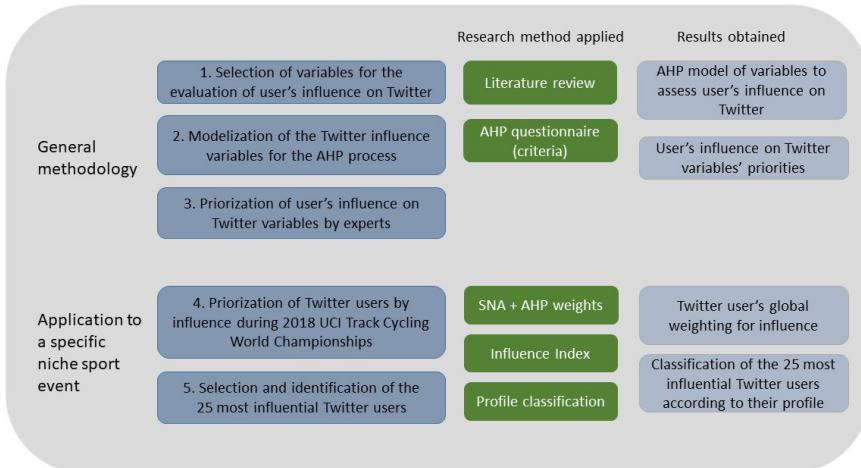 Research method applied
Results obtained
General
methodology
1. Selection of variables for the
evaluation of user's influence on Twitter
Literature review
AHP model of variables to
assess user's influence on
Twitter
2. Modelization of the Twitter influence
variables for the AHP process
AHP questionnaire
(criteria)
User's influence on Twitter
variables' priorities
3. Priorization of user's influence on
Twitter variables by experts
Application to
a specific
niche sport
event
4. Priorization of Twitter users by
influence during 2018 UCI Track Cycling
World Championships
SNA + AHP weights
Twitter user's global
weighting for influence
Influence Index
5. Selection and identification of the
25 most influential Twitter users
Profile classification
Classification of the 25 most
influential Twitter users
according to their profile